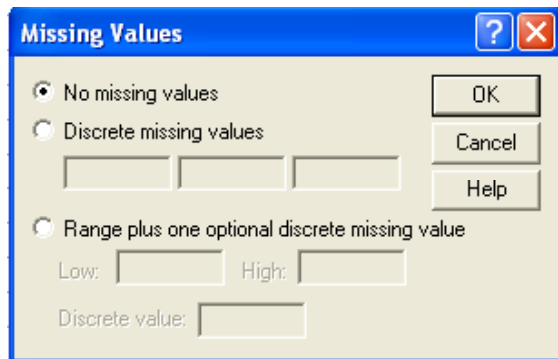 Missing Values
No missing values
OK
Discrete missing values
Cancel
Help
Range plus one optional discrete missing value
Low: High:
Discrete value: